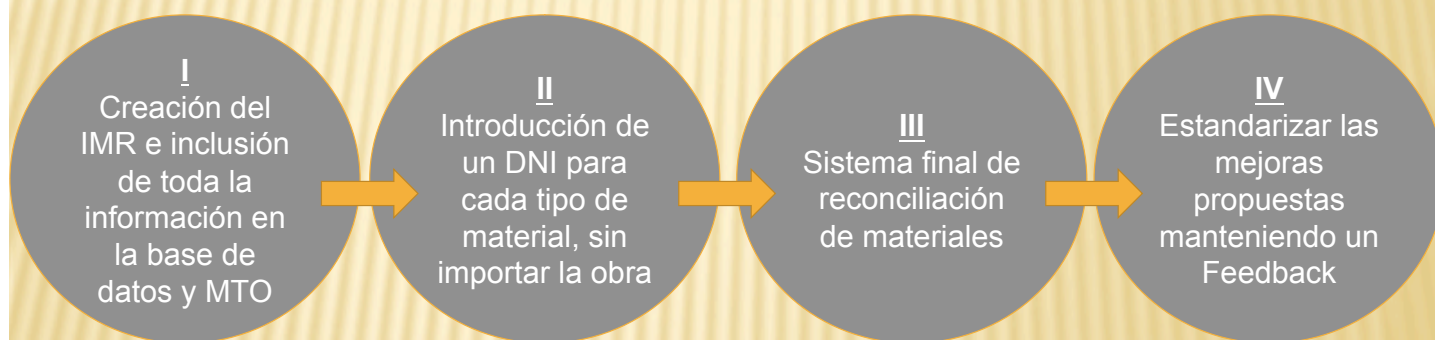 I
Creación del
IMR e inclusión
de toda la
información en
la base de
datos y MTO
II
Introducción de
un DNI para
cada tipo de
material, sin
importar la obra
III
Sistema final de
reconciliación
de materiales
IV
Estandarizar las
mejoras
propuestas
manteniendo un
Feedback